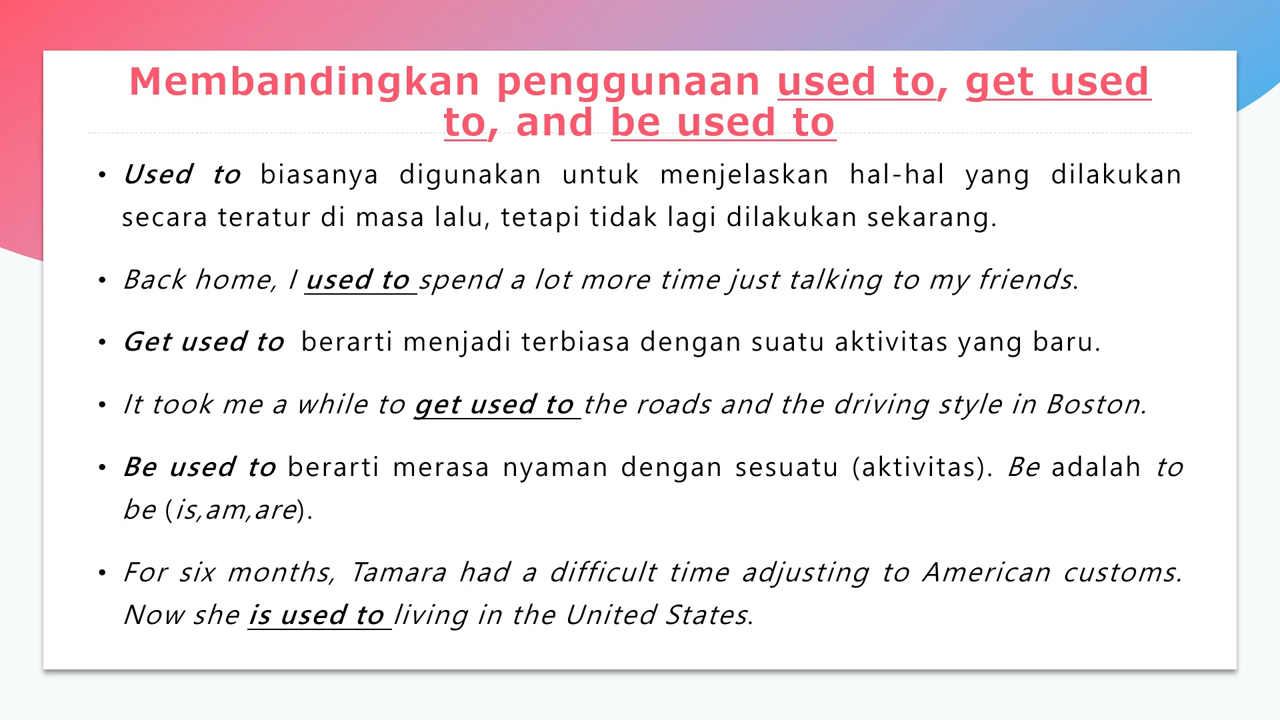 Membandingkan penggunaan used to, get used
to, and be used to
• Used to biasanya digunakan untuk menjelaskan hal-hal yang dilakukan
secara teratur di masa lalu, tetapi tidak lagi dilakukan sekarang.
• Back home, I used to spend a lot more time just talking to my friends.
• Get used to berarti menjadi terbiasa dengan suatu aktivitas yang baru.
• It took me a while to get used to the roads and the driving style in Boston.
• Be used to berarti merasa nyaman dengan sesuatu (aktivitas). Be adalah to
be (is,am,are).
• For six months, Tamara had a difficult time adjusting to American customs.
Now she is used to living in the United States.